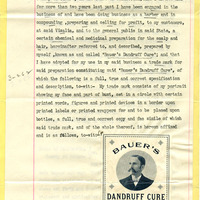 for more than two years last past I have been engaged in the
business of and have been doing business as a barber and in
compounding, preparing and selling for profit, to my customers,
at said Visalia, and to the general public in said State, a
certain chemical and medicinal preparation for the scalp and
hair, hereinafter referred to, and described, prepared by
myself, known as and called "Bauer's Dandruff Cure", and that
I have adopted for my use in my said business a trade mark for
said preparation constituting said "Bauer's Dandruff Cure", of
which the following is a full, true and correct specification
and description, to-wit:- My trade mark consists of my portrait
showing my face and part of bust, set in a circle with certain
printed words, figures and devices in a border upon
printed labels or printed wrappers for and to be placed upon
bottles, a full, true and correct copy and fac simile of which
said trade mark, and of the whole thereof, is hereon affixed
and is as follows, to-wit:-
BAUER'S
DANDRUFF CURE